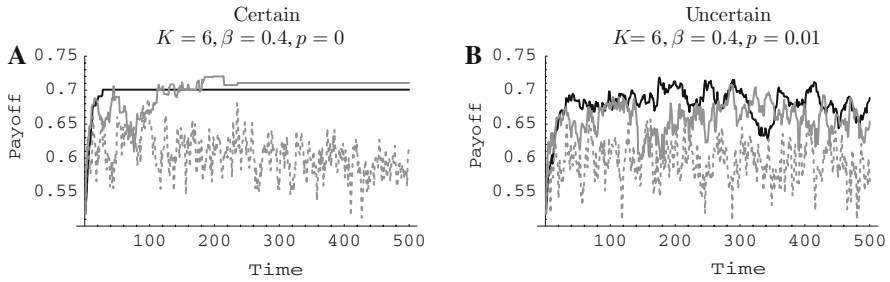 Certain
K = 6, β = 0.4, p = 0
A
0.75
0.7
0.65
0.6
0.55
Payoff
100 200 300 400 500
Time
Uncertain
K= 6, β = 0.4, p = 0.01
B
0.75
0.7
0.65
0.6
0.55
Payoff
100 200 300 400 500
Time